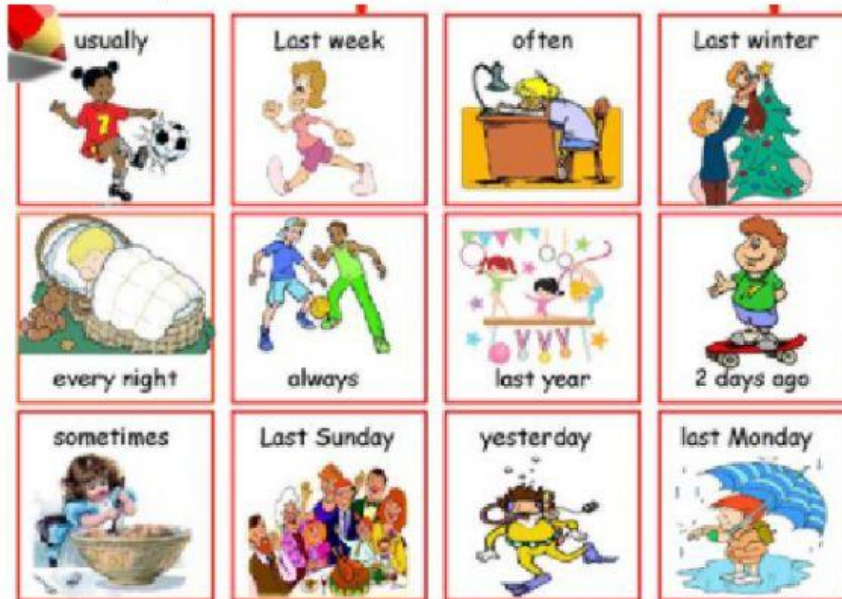 usually
Last week
often
Last winter
7
every night
always
last year
2 days ago
sometimes
Last Sunday
yesterday
last Monday